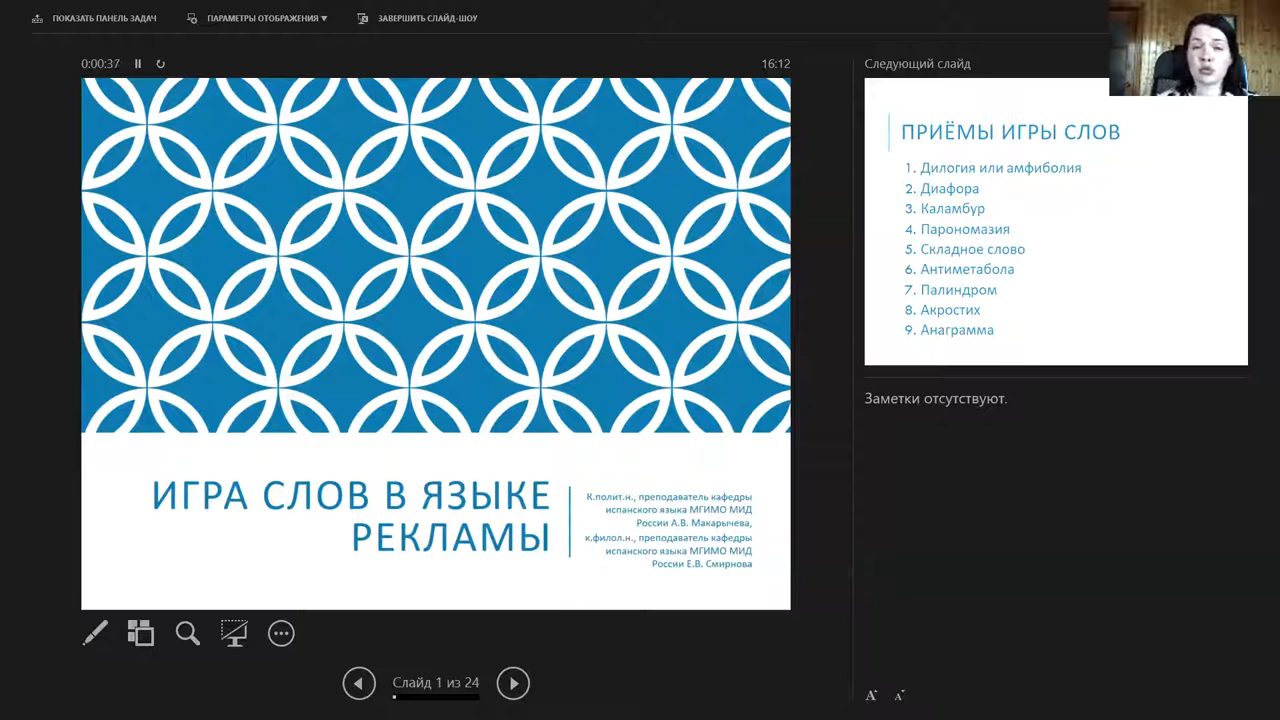 ПОКАЗАТЬ ПАНЕЛЬ ЗАДАЧ
ПАРАМЕТРЫ ОТОБРАЖЕНИЯ ▼
ЗАВЕРШИТЬ СЛАЙД-ШОУ
0:00:37
16:12
ИГРА СЛОВ В ЯЗЫКЕ
РЕКЛАМЫ
К.полит.н., преподаватель кафедры
испанского языка МГИМО МИД
России А.В. Макарычева,
к.филол.н., преподаватель кафедры
испанского языка МГИМО МИД
России Е.В. Смирнова
Слайд 1 из 24
Следующий слайд
ПРИЁМЫ ИГРЫ СЛОВ
1. Дилогия или амфиболия
2. Диафора
3. Каламбур
4. Парономазия
5. Складное слово
6. Антиметабола
7. Палиндром
8. Акростих
9. Анаграмма
Заметки отсутствуют.
A A